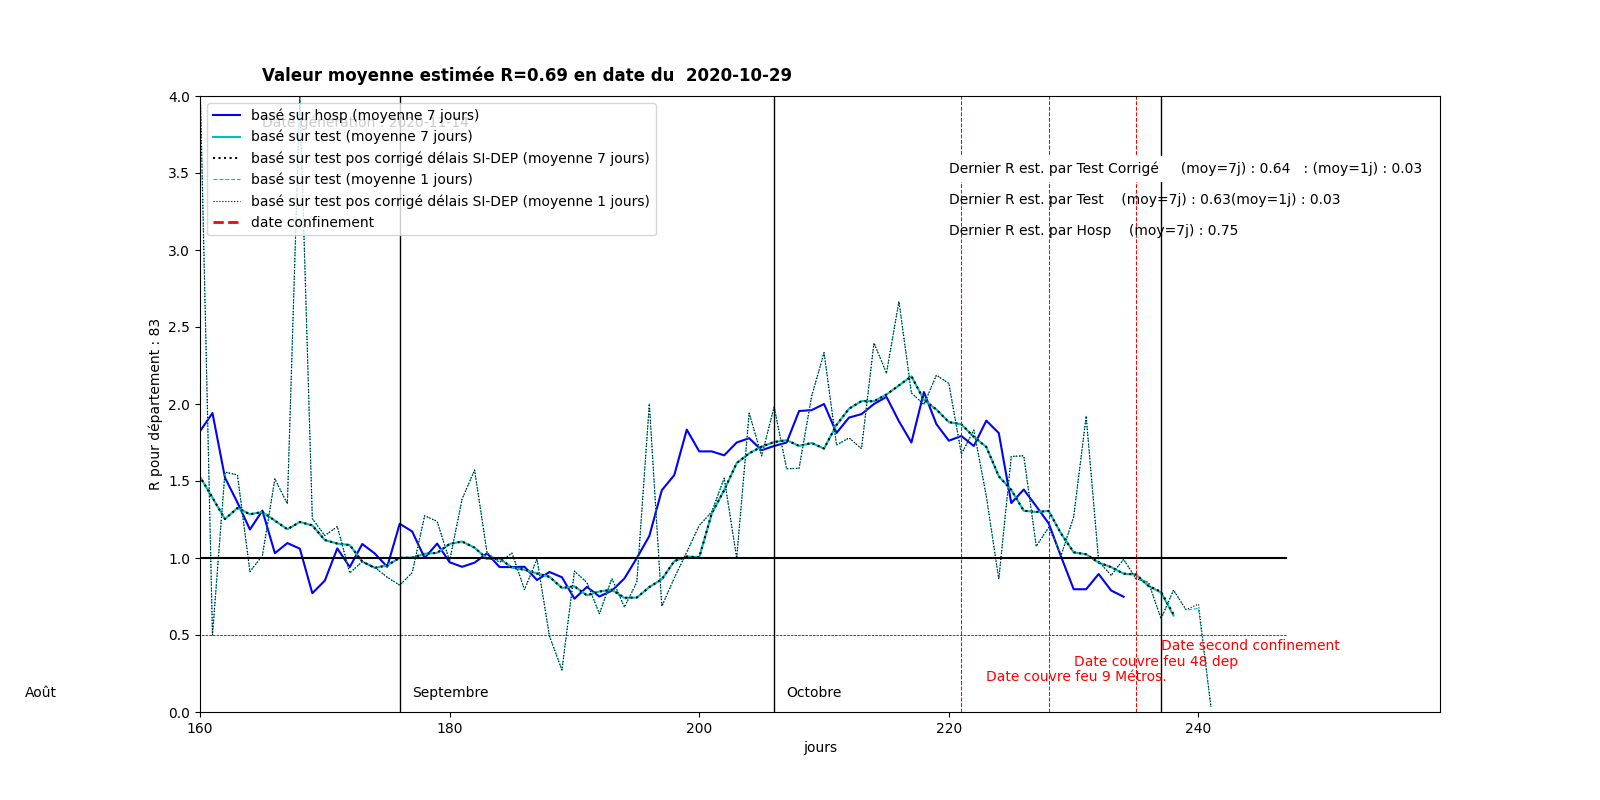 Valeur moyenne estimée R=0.69 en date du  2020-10-29
Date génération : 2020-11-14
basé sur hosp (moyenne 7 jours)
basé sur test (moyenne 7 jours)
basé sur test pos corrigé délais SI-DEP (moyenne 7 jours)
basé sur test (moyenne 1 jours)
basé sur test pos corrigé délais SI-DEP (moyenne 1 jours)
date confinement
Dernier R est. par Test Corrigé    (moy=7j) : 0.64   : (moy=1j) : 0.03
Dernier R est. par Test    (moy=7j) : 0.63(moy=1j) : 0.03
Dernier R est. par Hosp    (moy=7j) : 0.75
4.0
3.5
3.0
2.5
2.0
1.5
1.0
0.5
0.0
R pour département : 83
Date second confinement
Date couvre feu 48 dep
Date couvre feu 9 Métros.
Août
Septembre
Octobre
160
180
200
220
240
jours